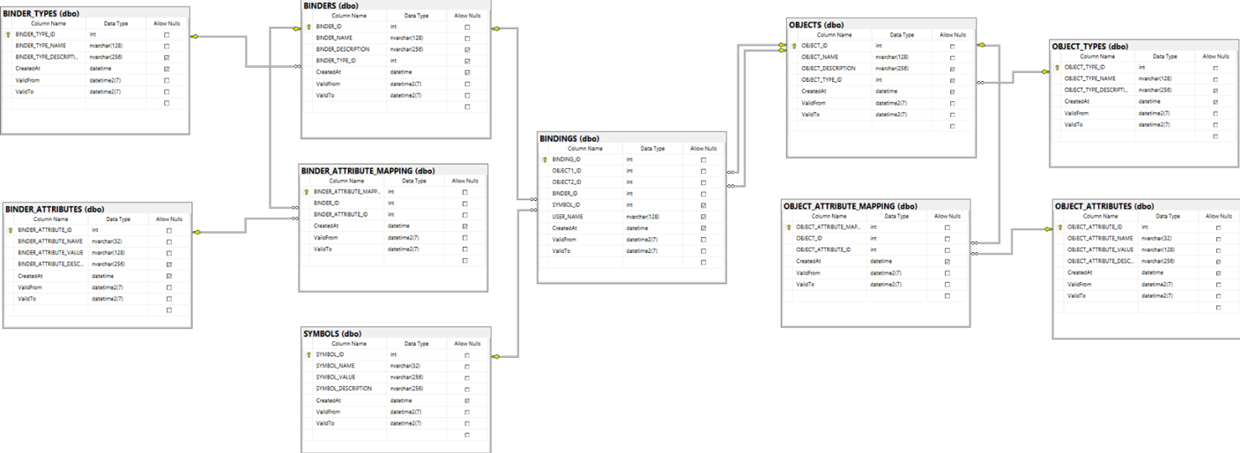 BINDER_TYPES (dbo)
Column Name Data Type Allow Nulls
BINDER_TYPE_ID int
BINDER_TYPE_NAME nvarchar(128)
BINDER_TYPE_DESCRIPTI... nvarchar(256)
CreatedAt datetime
ValidFrom datetime2(7)
ValidTo datetime2(7)
BINDERS (dbo)
Column Name Data Type Allow Nulls
BINDER_ID int
BINDER_NAME nvarchar(128)
BINDER_DESCRIPTION nvarchar(256)
BINDER_TYPE_ID int
CreatedAt datetime
ValidFrom datetime2(7)
ValidTo datetime2(7)
OBJECTS (dbo)
Column Name Data Type Allow Nulls
OBJECT_ID int
OBJECT_NAME nvarchar(128)
OBJECT_DESCRIPTION nvarchar(256)
OBJECT_TYPE_ID int
CreatedAt datetime
ValidFrom datetime2(7)
ValidTo datetime2(7)
OBJECT_TYPES (dbo)
Column Name Data Type Allow Nulls
OBJECT_TYPE_ID int
OBJECT_TYPE_NAME nvarchar(128)
OBJECT_TYPE_DESCRIPTI... nvarchar(256)
CreatedAt datetime
ValidFrom datetime2(7)
ValidTo datetime2(7)
BINDINGS (dbo)
Column Name Data Type Allow Nulls
BINDING_ID int
OBJECT1_ID int
OBJECT2_ID int
BINDER_ID int
SYMBOL_ID int
USER_NAME nvarchar(128)
CreatedAt datetime
ValidFrom datetime2(7)
ValidTo datetime2(7)
BINDER_ATTRIBUTES (dbo)
Column Name Data Type Allow Nulls
BINDER_ATTRIBUTE_ID int
BINDER_ATTRIBUTE_NAME nvarchar(32)
BINDER_ATTRIBUTE_VALUE nvarchar(128)
BINDER_ATTRIBUTE_DESC... nvarchar(256)
CreatedAt datetime
ValidFrom datetime2(7)
ValidTo datetime2(7)
BINDER_ATTRIBUTE_MAPPING (dbo)
Column Name Data Type Allow Nulls
BINDER_ATTRIBUTE_MAPP... int
BINDER_ID int
BINDER_ATTRIBUTE_ID int
CreatedAt datetime
ValidFrom datetime2(7)
ValidTo datetime2(7)
OBJECT_ATTRIBUTE_MAPPING (dbo)
Column Name Data Type Allow Nulls
OBJECT_ATTRIBUTE_MAP... int
OBJECT_ID int
OBJECT_ATTRIBUTE_ID int
CreatedAt datetime
ValidFrom datetime2(7)
ValidTo datetime2(7)
OBJECT_ATTRIBUTES (dbo)
Column Name Data Type Allow Nulls
OBJECT_ATTRIBUTE_ID int
OBJECT_ATTRIBUTE_NAME nvarchar(32)
OBJECT_ATTRIBUTE_VALUE nvarchar(128)
OBJECT_ATTRIBUTE_DESC... nvarchar(256)
CreatedAt datetime
ValidFrom datetime2(7)
ValidTo datetime2(7)
SYMBOLS (dbo)
Column Name Data Type Allow Nulls
SYMBOL_ID int
SYMBOL_NAME nvarchar(32)
SYMBOL_VALUE nvarchar(256)
SYMBOL_DESCRIPTION nvarchar(256)
CreatedAt datetime
ValidFrom datetime2(7)
ValidTo datetime2(7)